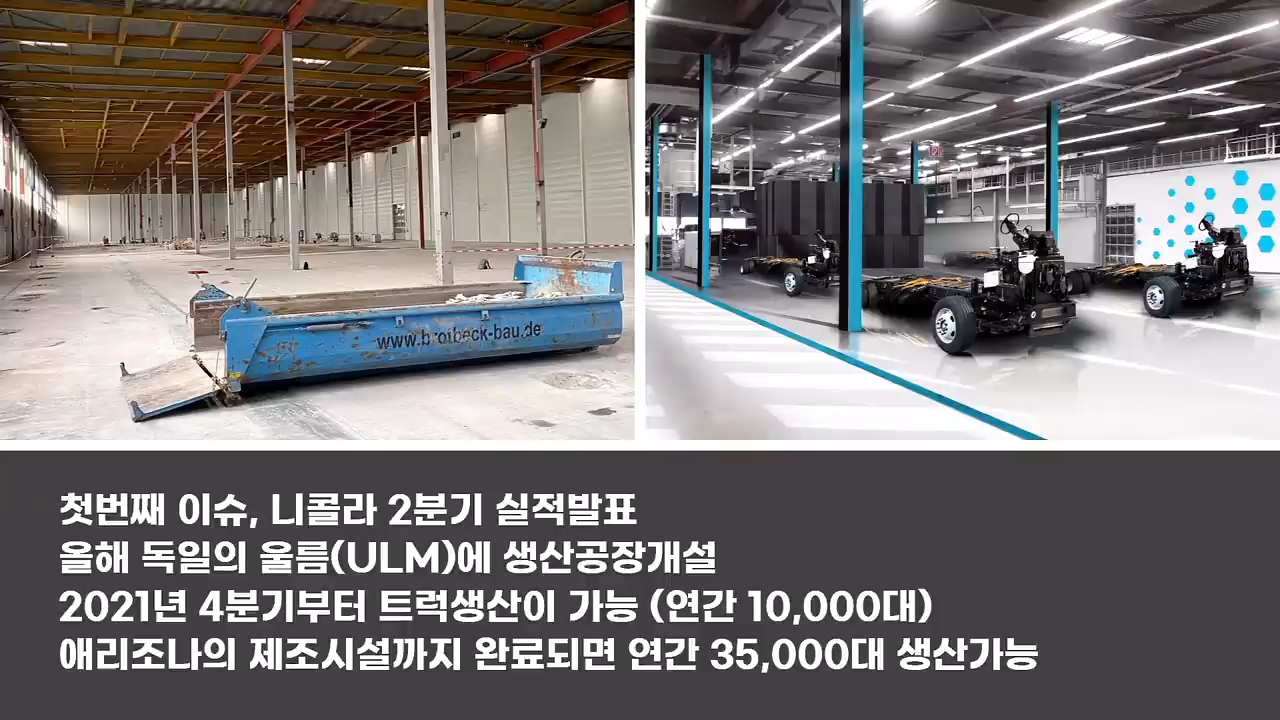 www.brotbeck-bau.de
첫번째 이슈, 니콜라 2분기 실적발표
올해 독일의 울름(ULM)에 생산공장개설
2021년 4분기부터 트럭생산이 가능 (연간 10,000대)
애리조나의 제조시설까지 완료되면 연간 35,000대 생산가능